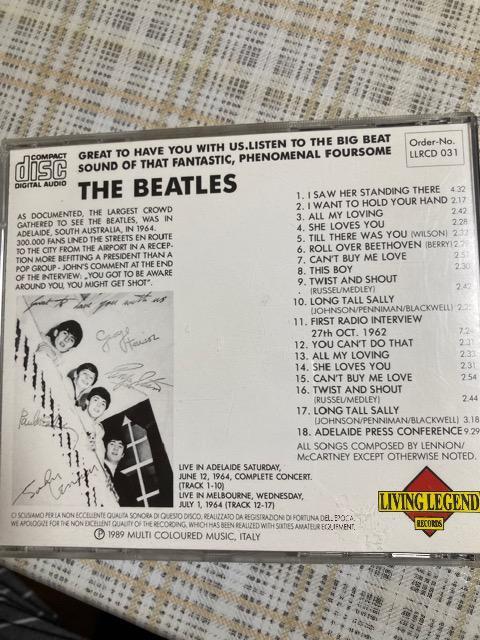 COMPACT
disc
DIGITAL AUDIO
GREAT TO HAVE YOU WITH US.LISTEN TO THE BIG BEAT
SOUND OF THAT FANTASTIC, PHENOMENAL FOURSOME
THE BEATLES
Order-No.
LLRCD 031
AS DOCUMENTED, THE LARGEST CROWD
GATHERED TO SEE THE BEATLES, WAS IN
ADELAIDE, SOUTH AUSTRALIA, IN 1964.
300.000 FANS LINED THE STREETS EN ROUTE
TO THE CITY FROM THE AIRPORT IN A RECEP-
TION MORE BEFITTING A PRESIDENT THAN A
POP GROUP - JOHN'S COMMENT AT THE END
OF THE INTERVIEW: „YOU GOT TO BE AWARE
AROUND YOU, YOU MIGHT GET SHOT".
1. I SAW HER STANDING THERE 4.32
2. I WANT TO HOLD YOUR HAND 2.17
3. ALL MY LOVING 2.42
4. SHE LOVES YOU 2.28
5. TILL THERE WAS YOU (WILSON) 2.32
6. ROLL OVER BEETHOVEN (BERRY)
7. CAN'T BUY ME LOVE 2.51
8. THIS BOY 2.30
9. TWIST AND SHOUT
(RUSSEL/MEDLEY) 2.42
10. LONG TALL SALLY
(JOHNSON/PENNIMAN/BLACKWELL)
11. FIRST RADIO INTERVIEW
27th OCT. 1962 7.24
12. YOU CAN'T DO THAT 2.31
13. ALL MY LOVING 2.33
14. SHE LOVES YOU 2.31
15. CAN'T BUY ME LOVE 2.54
16. TWIST AND SHOUT
(RUSSEL/MEDLEY) 2.44
17. LONG TALL SALLY
(JOHNSON/PENNIMAN/BLACKWELL) 3.18
18. ADELAIDE PRESS CONFERENCE 9.29
ALL SONGS COMPOSED BY LENNON/
McCARTNEY EXCEPT OTHERWISE NOTED.
Great to have you with us
George Harrison
LIVE IN ADELAIDE SATURDAY,
JUNE 12, 1964, COMPLETE CONCERT.
(TRACK 1-10)
LIVE IN MELBOURNE, WEDNESDAY,
JULY 1, 1964 (TRACK 12-17)
LIVING LEGEND
RECORDS
CI SCUSIAMO PER LA NON ECCELLENTE QUALITA SONORA DI QUESTO DISCO, REALIZZATO DA REGISTRAZIONI DI FORTUNA DELL'EPOCA.
WE APOLOGIZE FOR THE NON EXCELLENT QUALITY OF THE RECORDING, WHICH HAS BEEN REALIZED WITH SIXTIES AMATEUR EQUIPMENT.
Ⓟ 1989 MULTI COLOURED MUSIC, ITALY